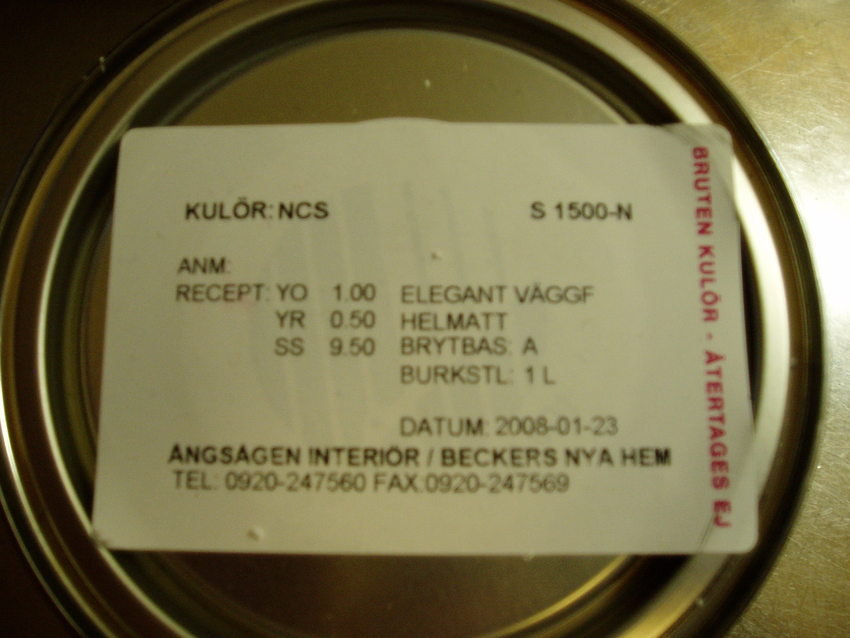 KULÖR: NCS S 1500-N
ANM:
RECEPT: YO 1.00 ELEGANT VÄGGF
YR 0.50 HELMATT
SS 9.50 BRYTBAS: A
BURKSTL: 1 L
DATUM: 2008-01-23
ÄNGSÅGEN INTERIÖR / BECKERS NYA HEM
TEL: 0920-247560 FAX:0920-247569
BRUTEN KULÖR - ÅTERTAGES EJ